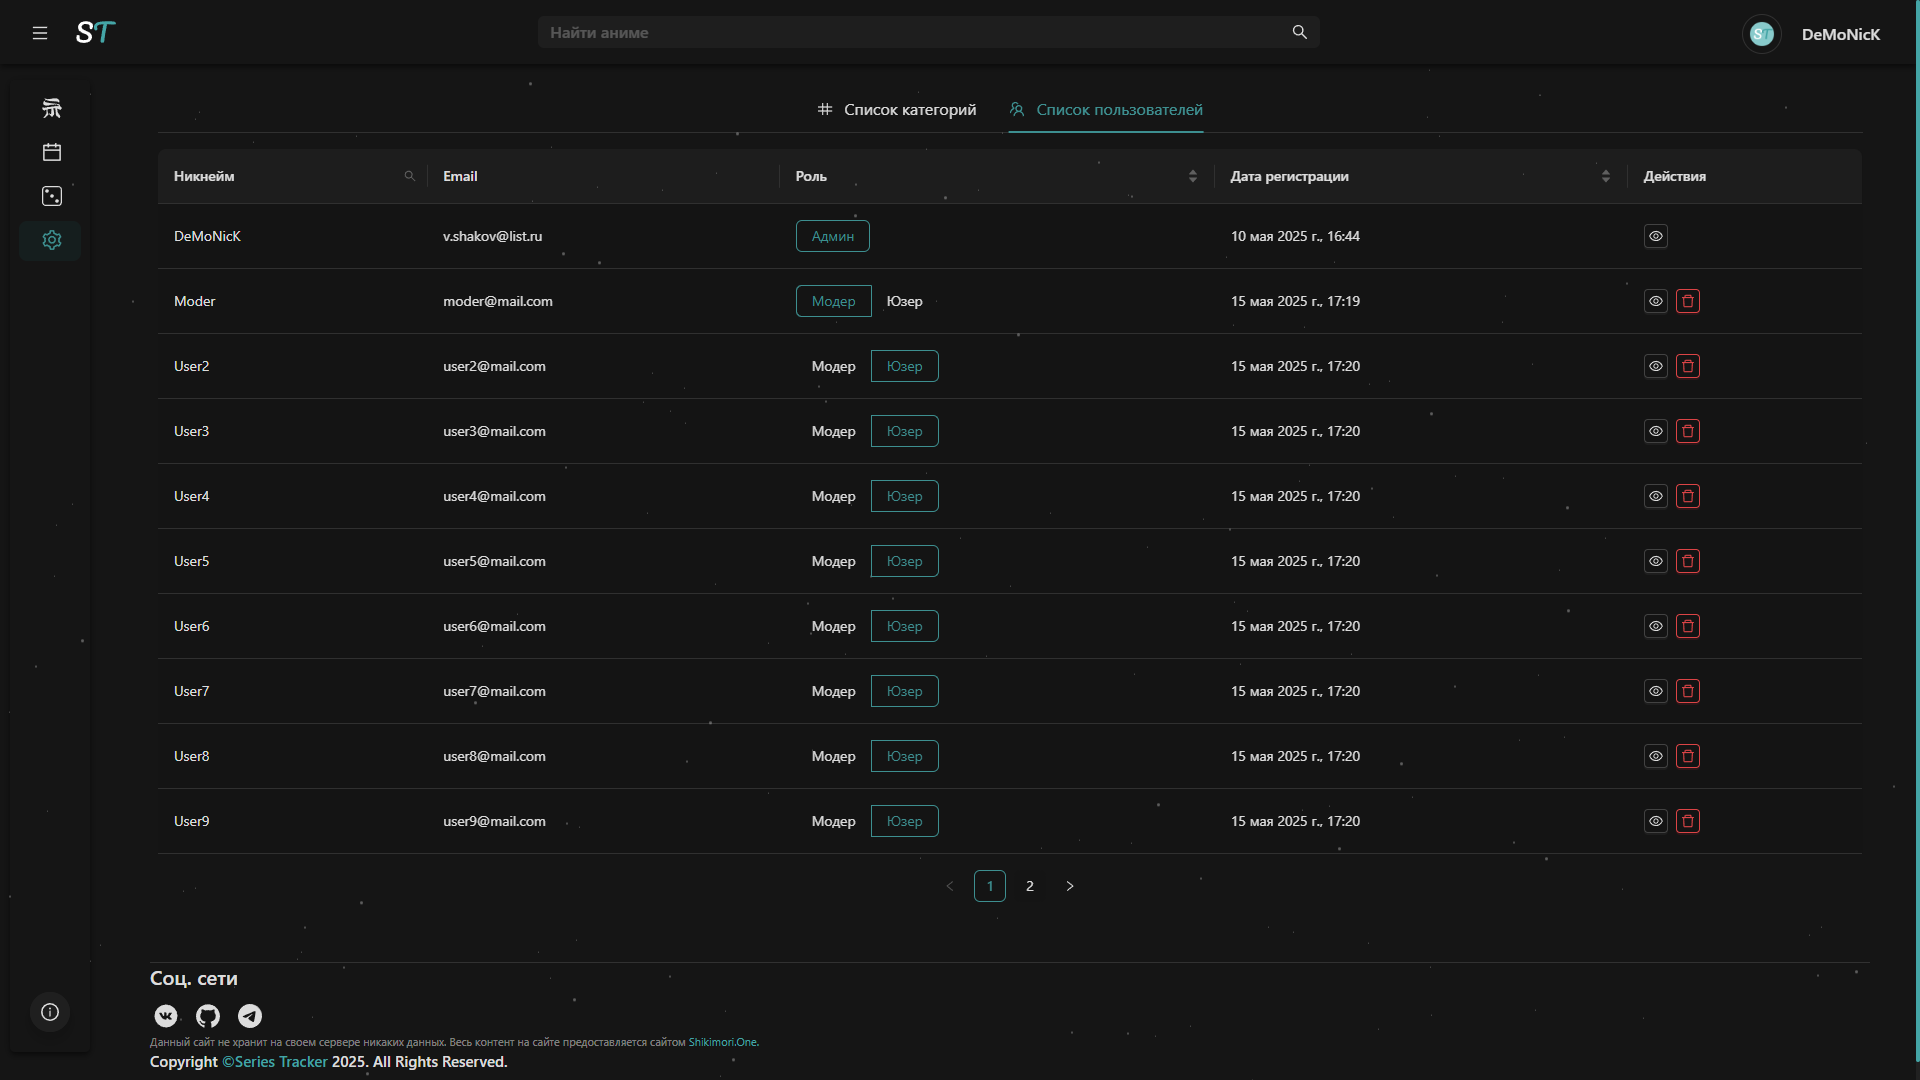 ST
Найти аниме
ST
DeMoNicK
Список категорий
Список пользователей
Никнейм Email Роль Дата регистрации Действия
DeMoNicK v.shakov@list.ru Админ 10 мая 2025 г., 16:44
Moder moder@mail.com Модер Юзер 15 мая 2025 г., 17:19
User2 user2@mail.com Модер Юзер 15 мая 2025 г., 17:20
User3 user3@mail.com Модер Юзер 15 мая 2025 г., 17:20
User4 user4@mail.com Модер Юзер 15 мая 2025 г., 17:20
User5 user5@mail.com Модер Юзер 15 мая 2025 г., 17:20
User6 user6@mail.com Модер Юзер 15 мая 2025 г., 17:20
User7 user7@mail.com Модер Юзер 15 мая 2025 г., 17:20
User8 user8@mail.com Модер Юзер 15 мая 2025 г., 17:20
User9 user9@mail.com Модер Юзер 15 мая 2025 г., 17:20
1 2
Соц. сети
Данный сайт не хранит на своем сервере никаких данных. Весь контент на сайте предоставляется сайтом Shikimori.One.
Copyright ©Series Tracker 2025. All Rights Reserved.